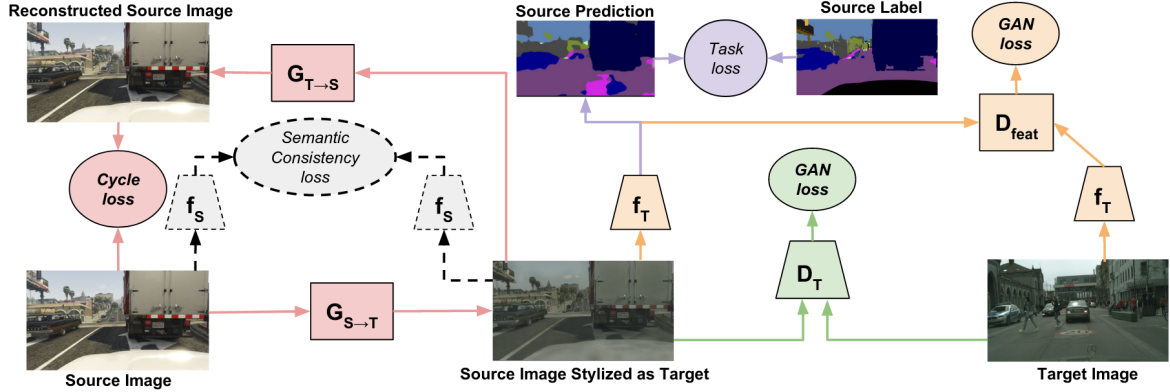 Reconstructed Source Image
Source Prediction
Source Label
GAN
loss
Task
loss
G T→S
D feat
Semantic
Consistency
loss
Cycle
loss
GAN
loss
f S
f S
f T
f T
D T
G S→T
Source Image
Source Image Stylized as Target
Target Image